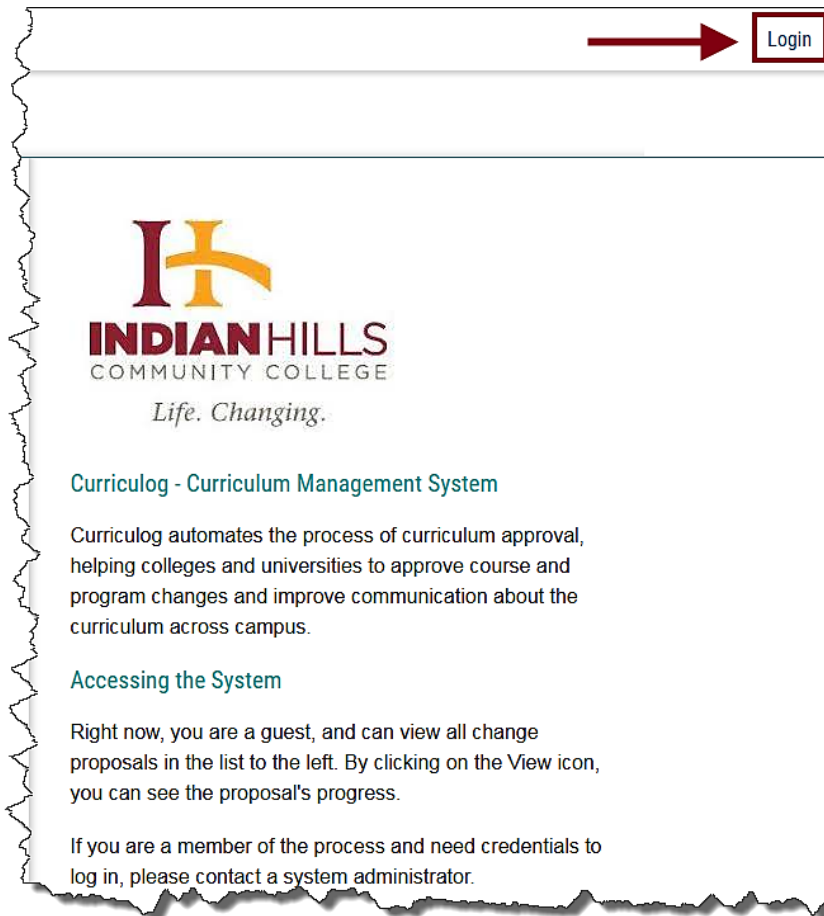 Login
INDIAN HILLS
COMMUNITY COLLEGE
Life. Changing.
Curriculog - Curriculum Management System
Curriculog automates the process of curriculum approval,
helping colleges and universities to approve course and
program changes and improve communication about the
curriculum across campus.
Accessing the System
Right now, you are a guest, and can view all change
proposals in the list to the left. By clicking on the View icon,
you can see the proposal's progress.
If you are a member of the process and need credentials to
log in, please contact a system administrator.